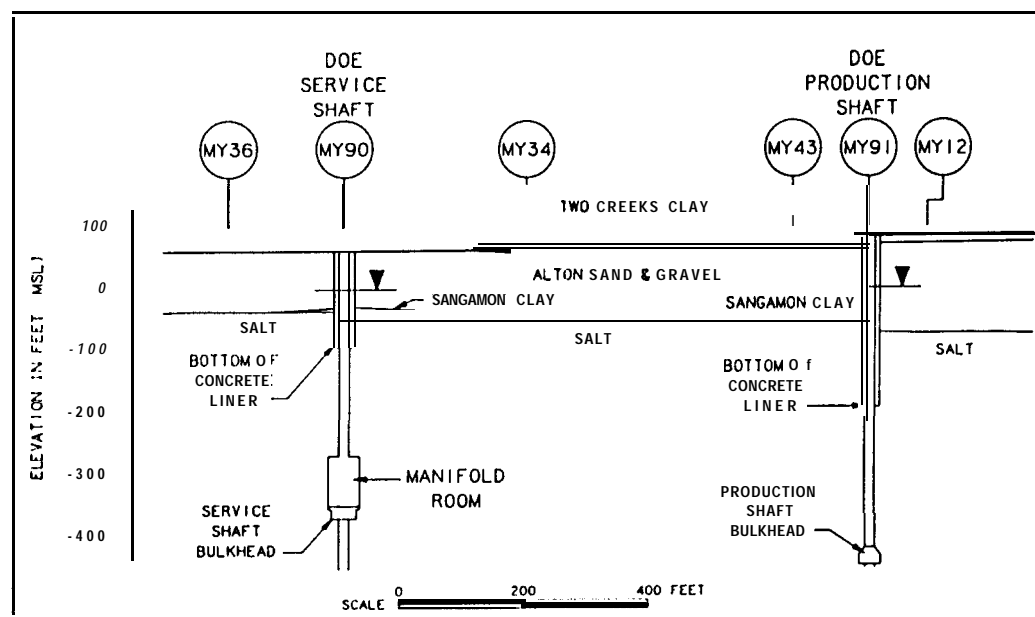 DOE
SERVICE
SHAFT
DOE
PRODUCTION
SHAFT
MY36
MY90
MY34
MY43
MY91
MY12
TWO CREEKS CLAY
ELEVATION IN FEET MSL)
100
0
-100
-200
-300
-400
ALTON SAND & GRAVEL
SANGAMON CLAY
SANGAMON CLAY
SALT
SALT
SALT
BOTTOM OF
CONCRETE
LINER
BOTTOM Of
CONCRETE
LINER
MANIFOLD
ROOM
SERVICE
SHAFT
BULKHEAD
PRODUCTION
SHAFT
BULKHEAD
SCALE
0 200 400 FEET